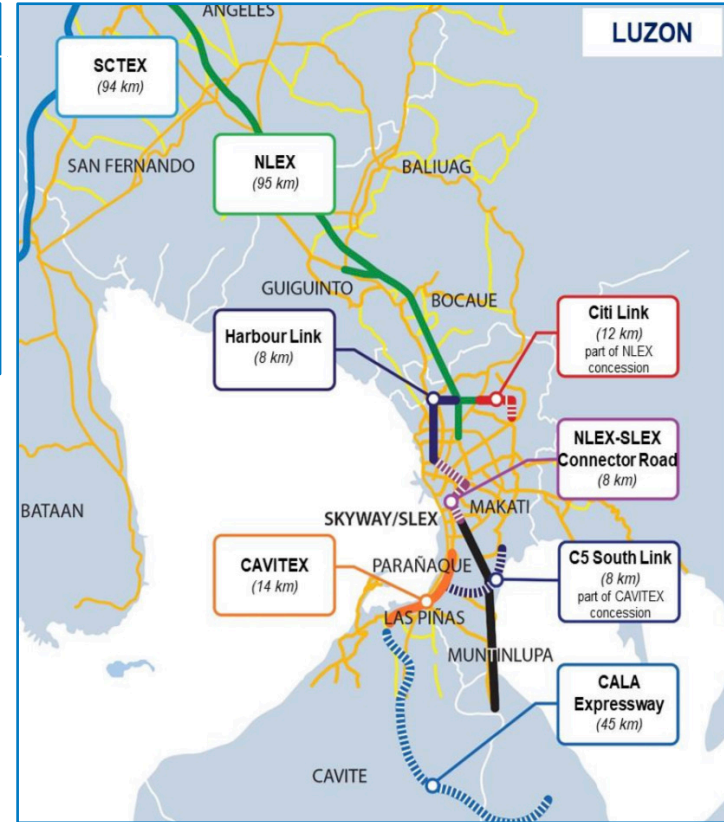 ANGELES
LUZON
SCTEX
(94 km)
SAN FERNANDO
NLEX
(95 km)
BALIUAG
GUIGUINTO
BOCAUE
Harbour Link
(8 km)
Citi Link
(12 km)
part of NLEX
concession
NLEX-SLEX
Connector Road
(8 km)
BATAAN
SKYWAY/SLEX
MAKATI
CAVITEX
(14 km)
PARAÑAQUE
C5 South Link
(8 km)
part of CAVITEX
concession
LAS PIÑAS
MUNTINLUPA
CALA
Expressway
(45 km)
CAVITE